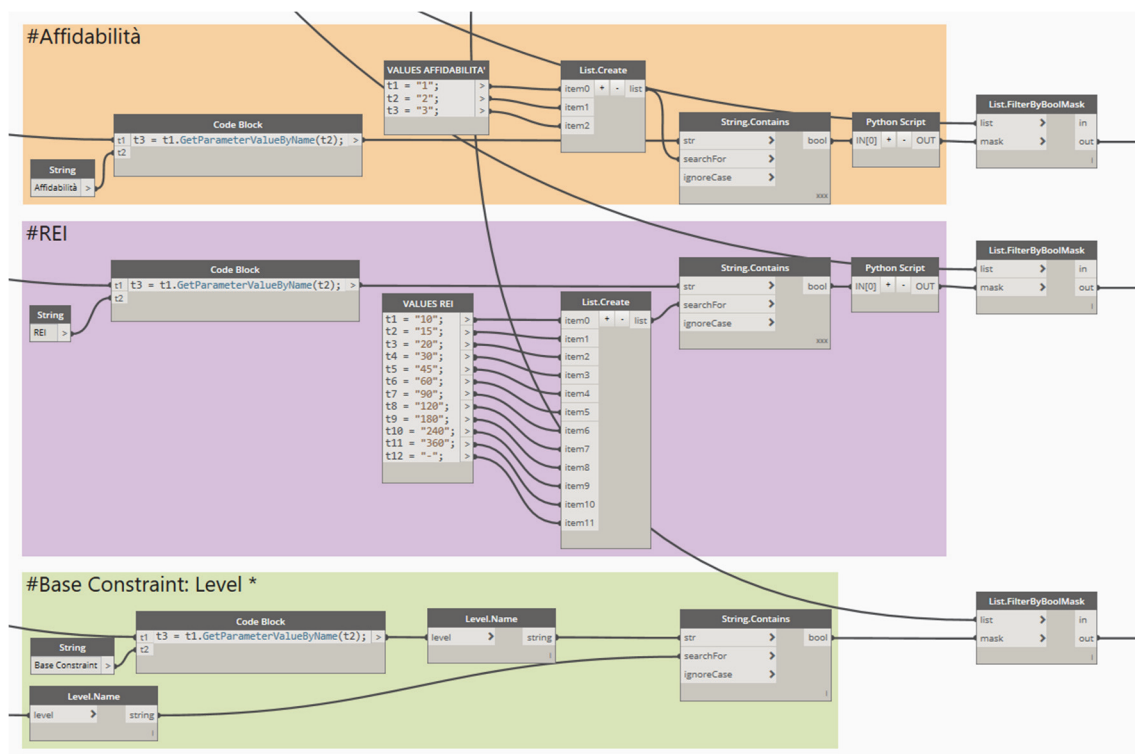 #Affidabilità
VALUES AFFIDABILITA'
t1 = "1"; >
t2 = "2"; >
t3 = "3"; >
List.Create
item0 + - list
item1
item2
Code Block
t1 t3 = t1.GetParameterValueByName(t2); >
t2
String
Affidabilità >
String.Contains
str > bool
searchFor >
ignoreCase >
xxx
Python Script
IN[0] + - OUT
List.FilterByBoolMask
list > in
mask > out
l
#REI
Code Block
t1 t3 = t1.GetParameterValueByName(t2); >
t2
String
REI >
VALUES REI
t1 = "10"; >
t2 = "15"; >
t3 = "20"; >
t4 = "30"; >
t5 = "45"; >
t6 = "60"; >
t7 = "90"; >
t8 = "120"; >
t9 = "180"; >
t10 = "240"; >
t11 = "360"; >
t12 = "-"; >
List.Create
item0 + - list
item1
item2
item3
item4
item5
item6
item7
item8
item9
item10
item11
String.Contains
str > bool
searchFor >
ignoreCase >
xxx
Python Script
IN[0] + - OUT
List.FilterByBoolMask
list > in
mask > out
l
#Base Constraint: Level *
Code Block
t1 t3 = t1.GetParameterValueByName(t2); >
t2
String
Base Constraint >
Level.Name
level > string
l
Level.Name
level > string
l
String.Contains
str > bool
searchFor >
ignoreCase >
l
List.FilterByBoolMask
list > in
mask > out
l